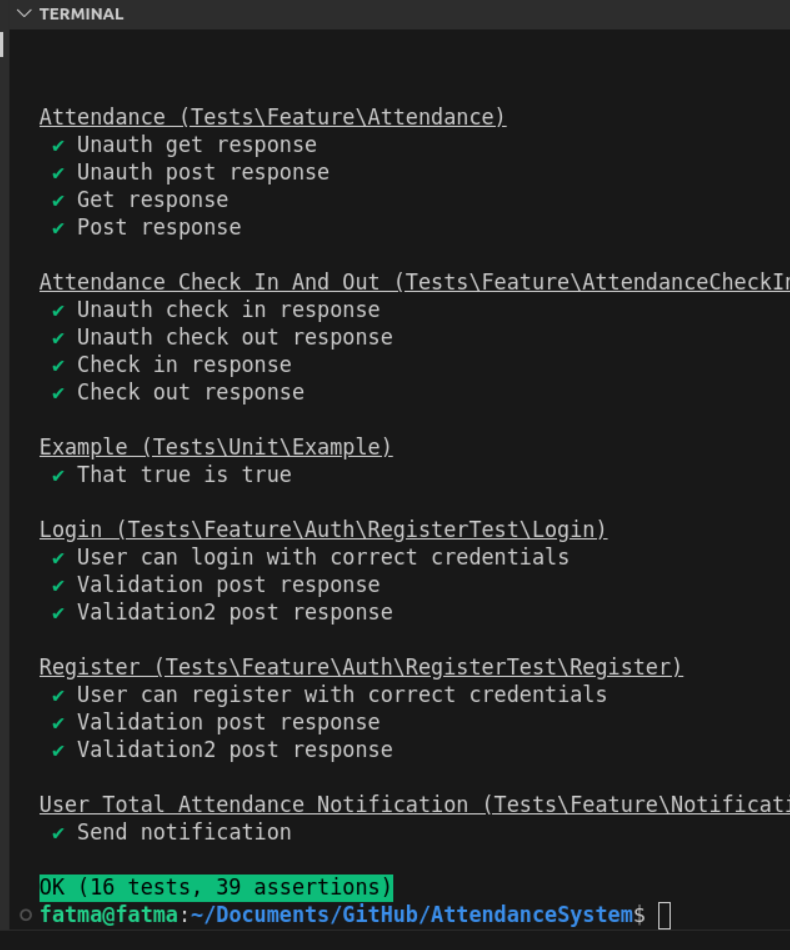 TERMINAL
Attendance (Tests\Feature\Attendance)
✔ Unauth get response
✔ Unauth post response
✔ Get response
✔ Post response
Attendance Check In And Out (Tests\Feature\AttendanceCheckIn
✔ Unauth check in response
✔ Unauth check out response
✔ Check in response
✔ Check out response
Example (Tests\Unit\Example)
✔ That true is true
Login (Tests\Feature\Auth\RegisterTest\Login)
✔ User can login with correct credentials
✔ Validation post response
✔ Validation2 post response
Register (Tests\Feature\Auth\RegisterTest\Register)
✔ User can register with correct credentials
✔ Validation post response
✔ Validation2 post response
User Total Attendance Notification (Tests\Feature\Notificati
✔ Send notification
OK (16 tests, 39 assertions)
fatma@fatma:~/Documents/GitHub/AttendanceSystem$